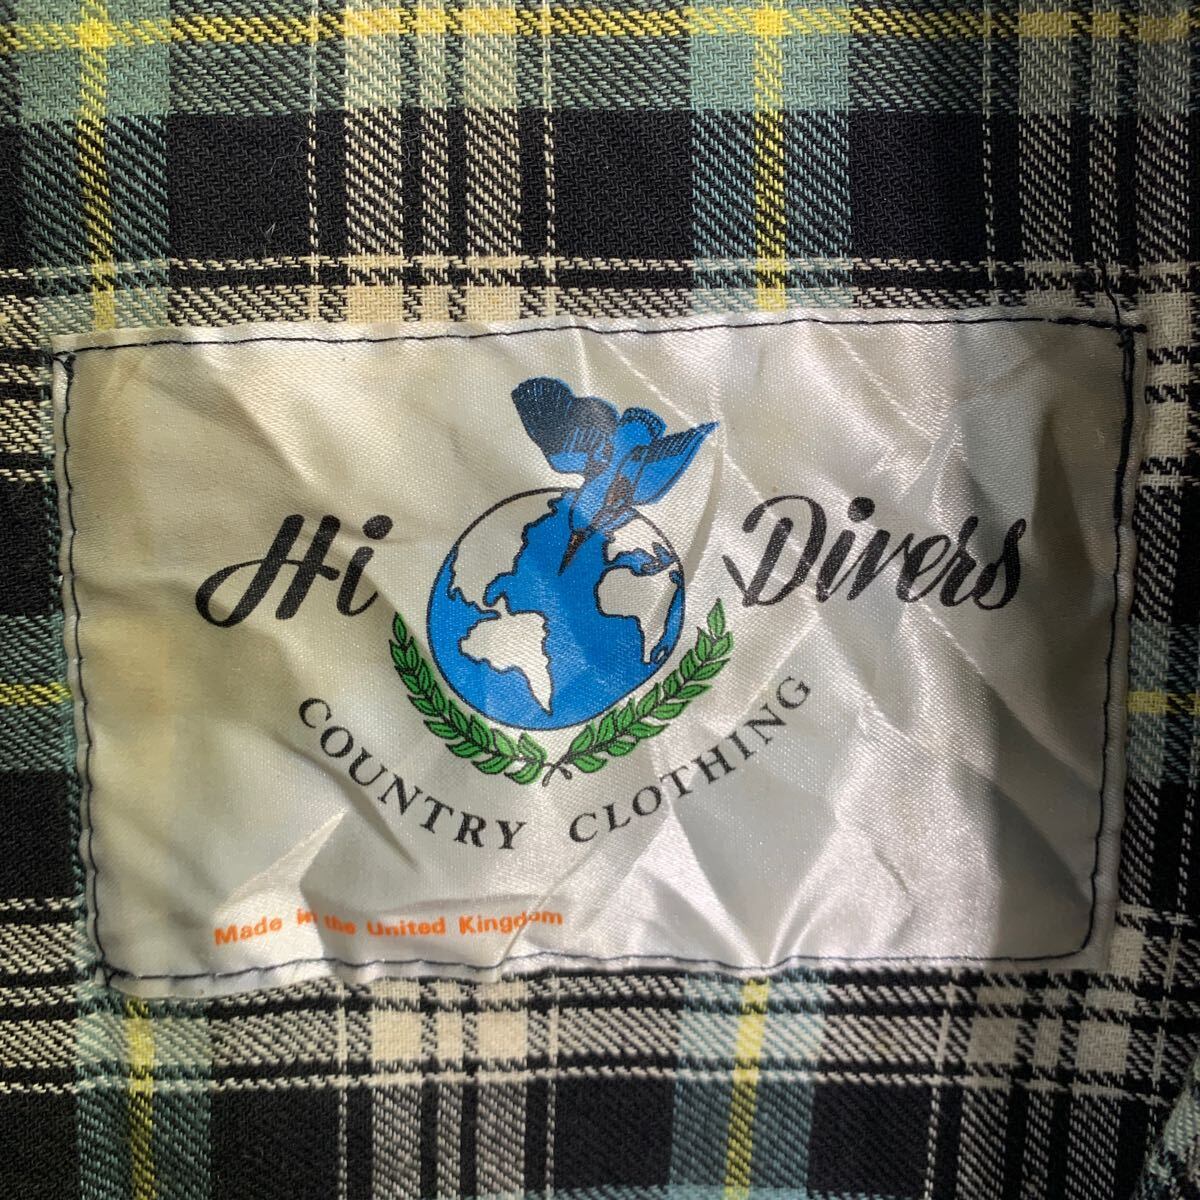 Hi Divers
COUNTRY CLOTHING
Made in the United Kingdom